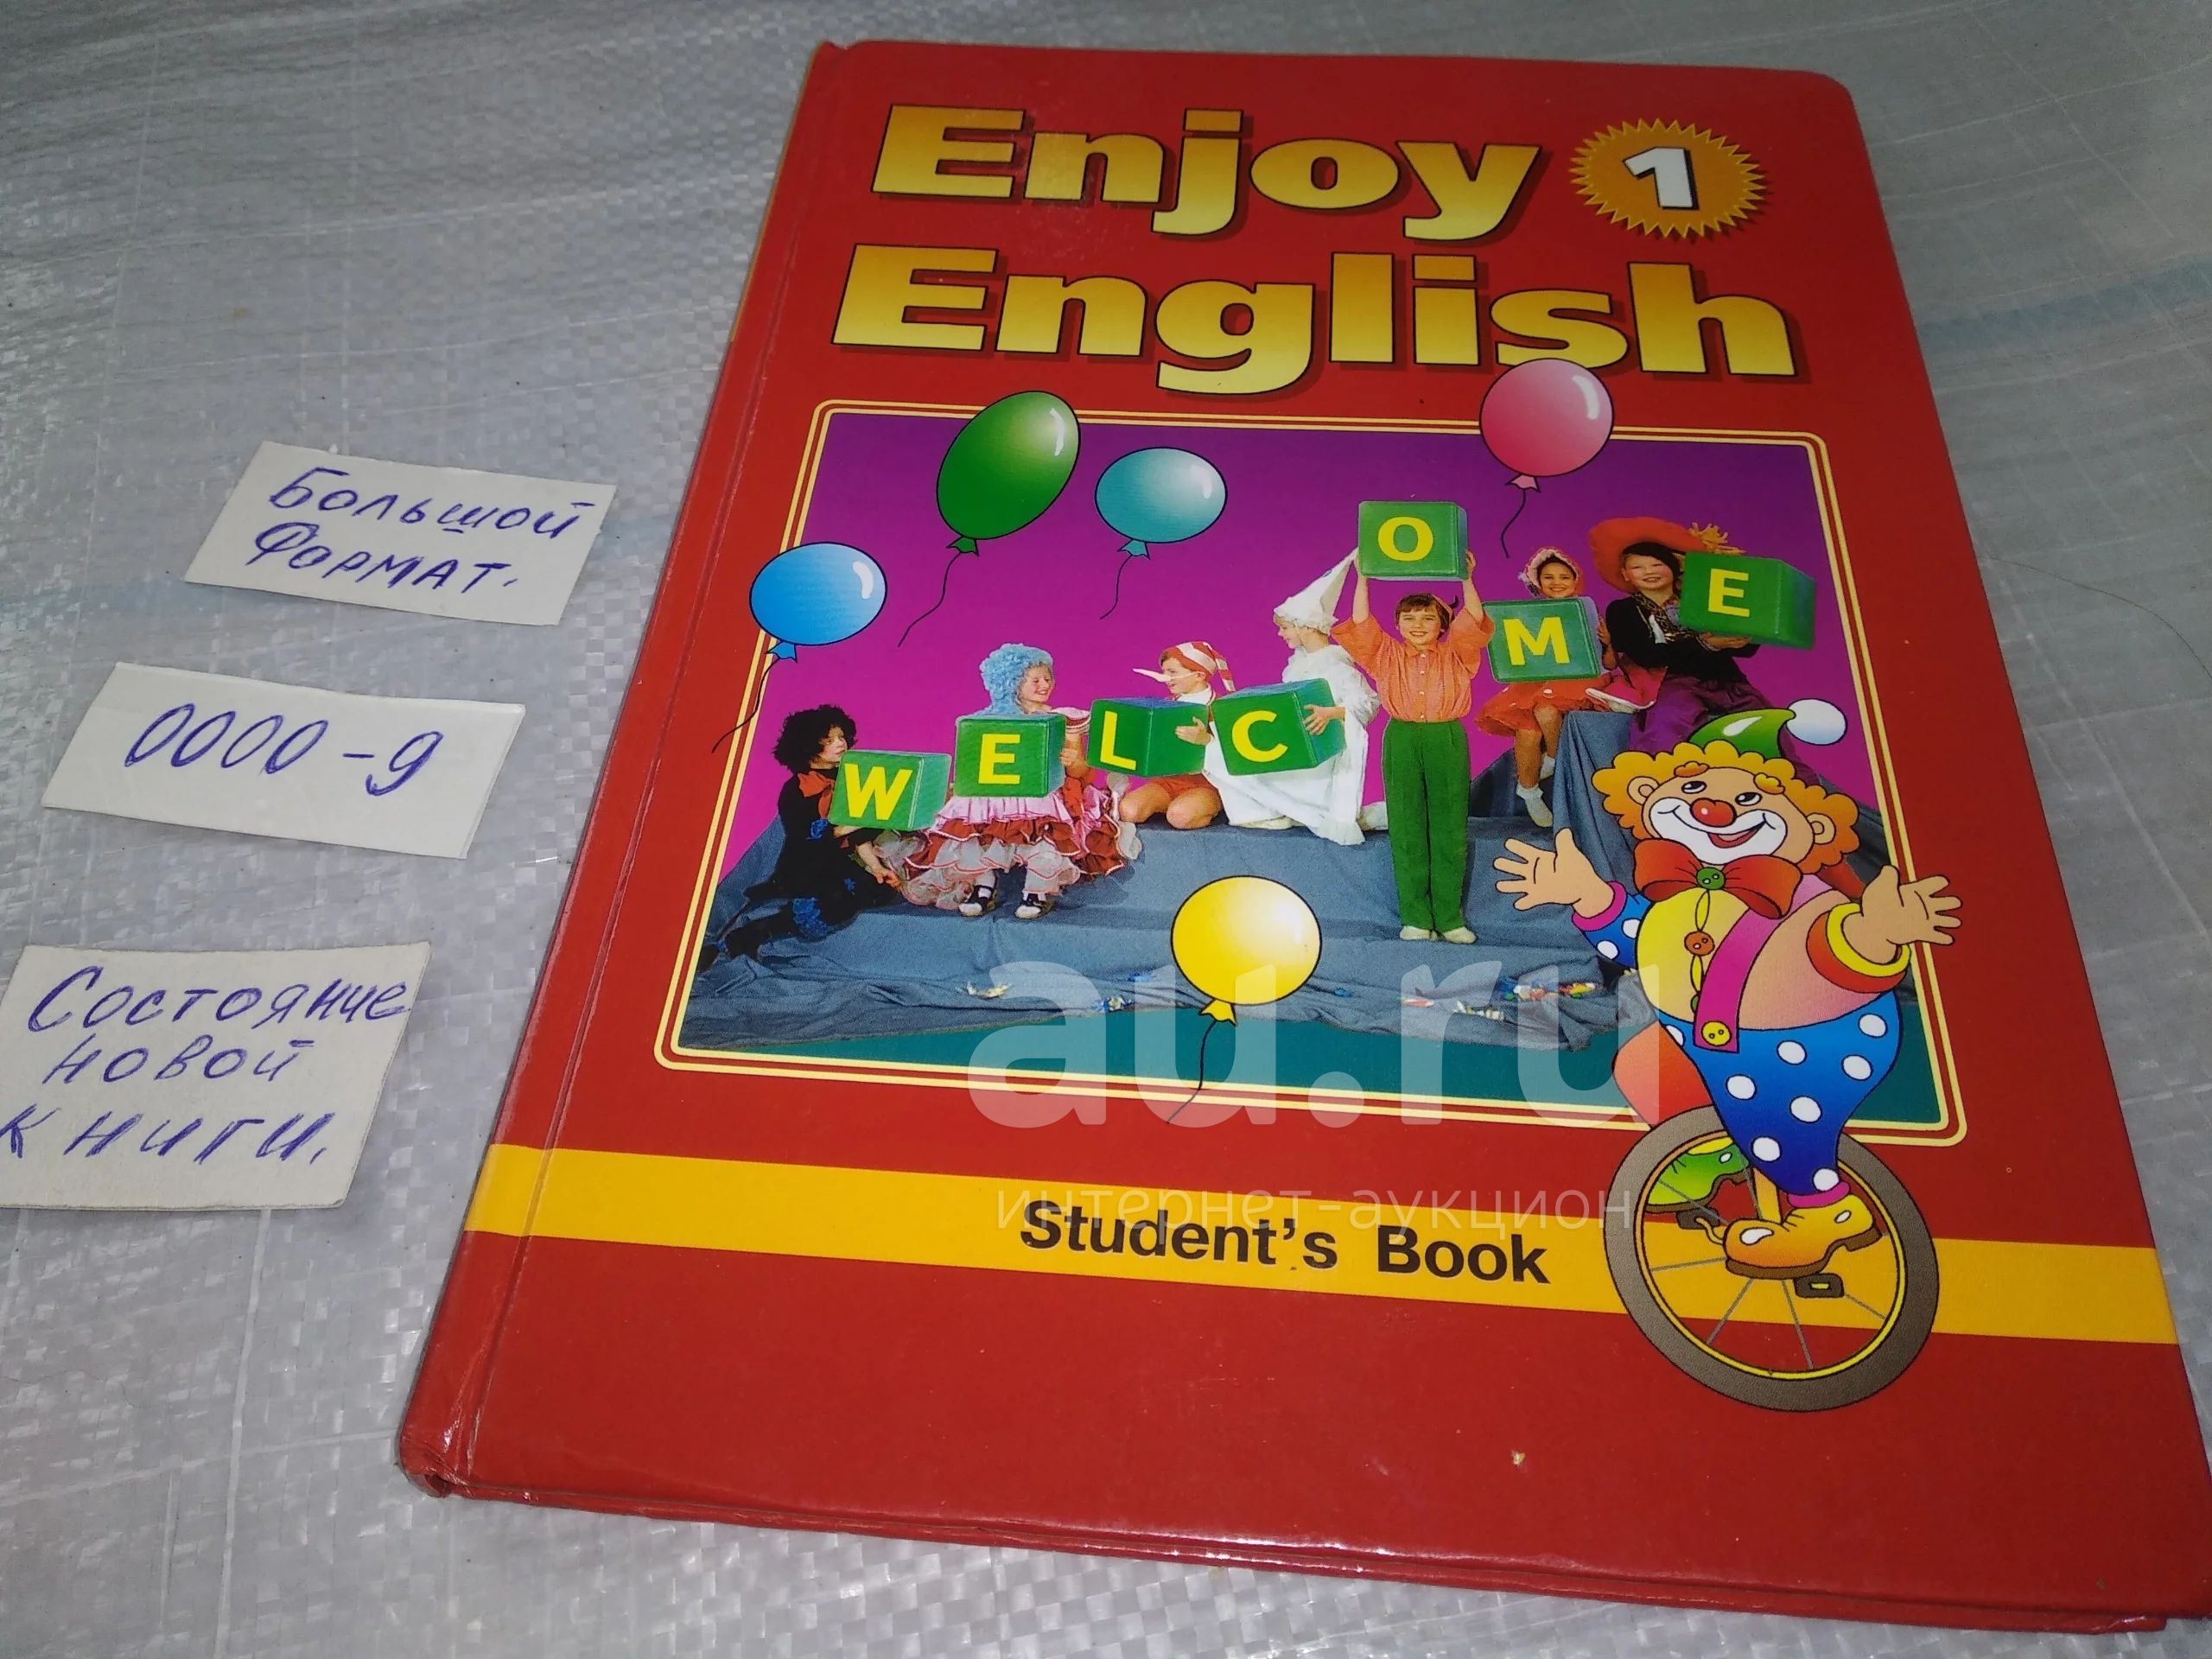 Enjoy 1
English
O
M E
W E L C
Student's Book
Большой
Формат.
0000-9
Состояние
новой
книги.
au.ru
интернет-аукцион